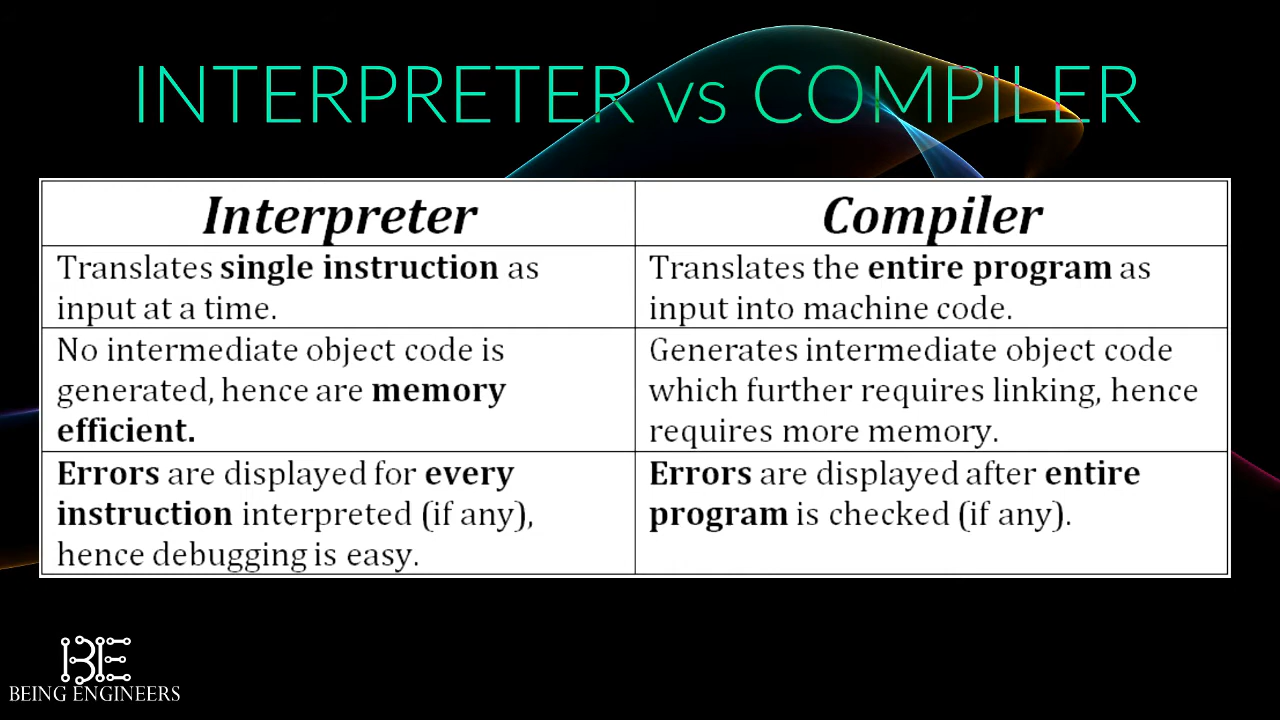 INTERPRETER vs COMPILER
Interpreter
Compiler
Translates single instruction as
input at a time.
Translates the entire program as
input into machine code.
No intermediate object code is
generated, hence are memory
efficient.
Generates intermediate object code
which further requires linking, hence
requires more memory.
Errors are displayed for every
instruction interpreted (if any),
hence debugging is easy.
Errors are displayed after entire
program is checked (if any).
BE
BEING ENGINEERS